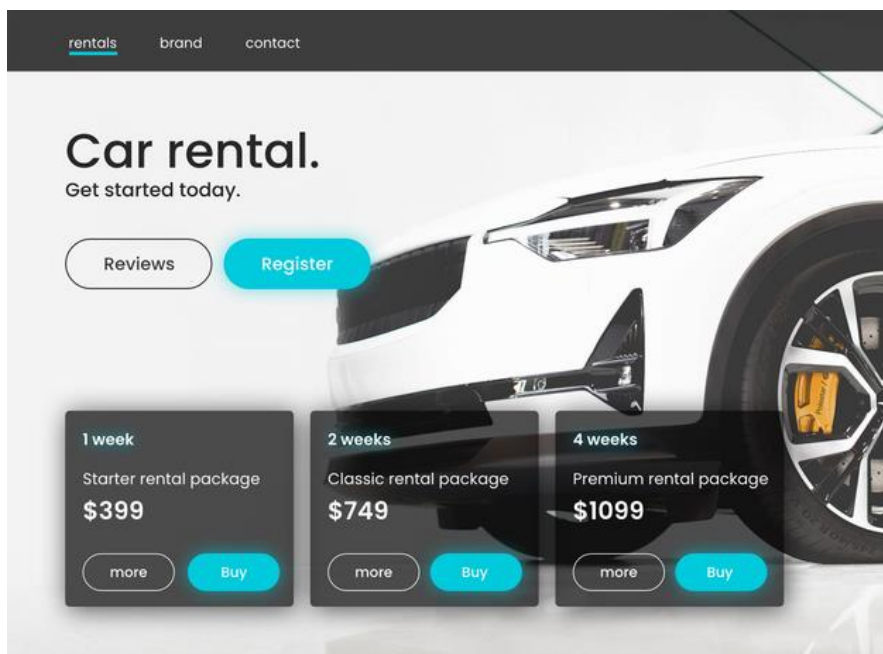 rentals
brand
contact
Car rental.
Get started today.
Reviews
Register
1 week
Starter rental package
$399
more
Buy
2 weeks
Classic rental package
$749
more
Buy
4 weeks
Premium rental package
$1099
more
Buy